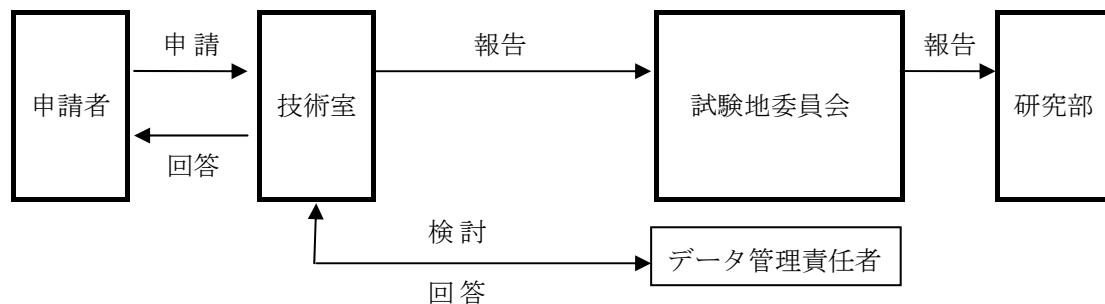 申請
報告
報告
申請者
技術室
試験地委員会
研究部
回答
検討
データ管理責任者
回答